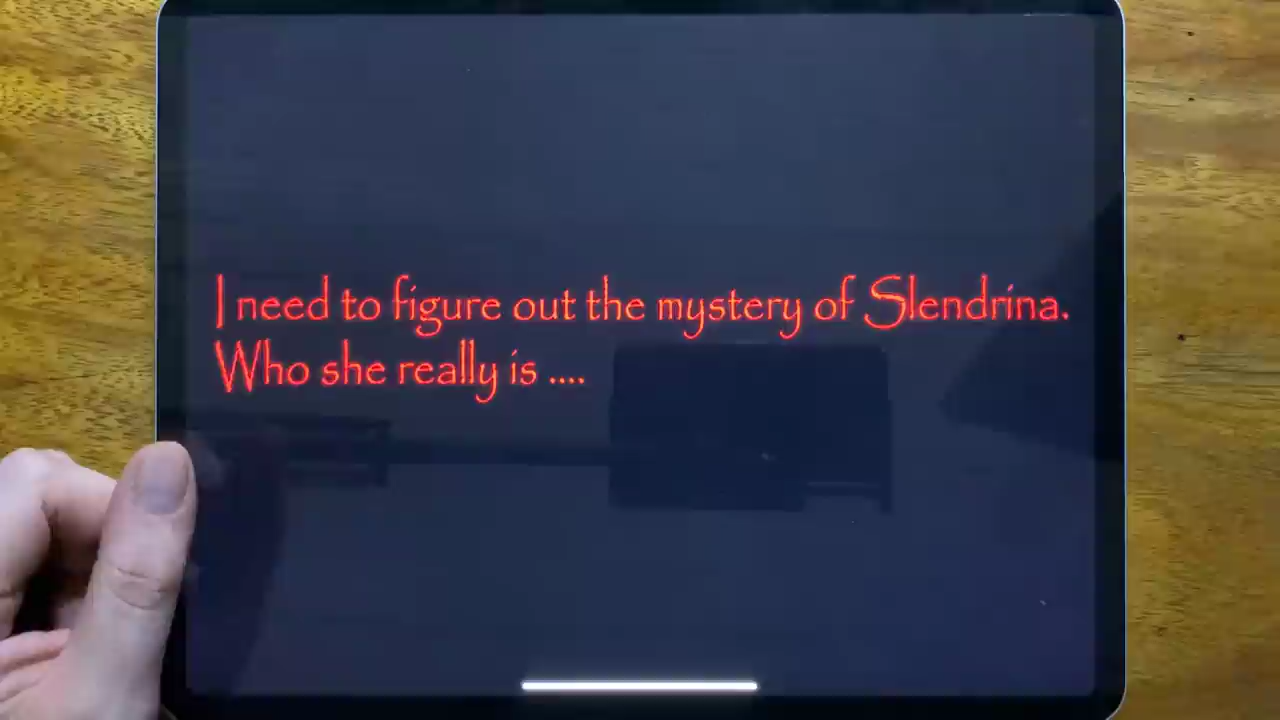 I need to figure out the mystery of Slendrina.
Who she really is ....